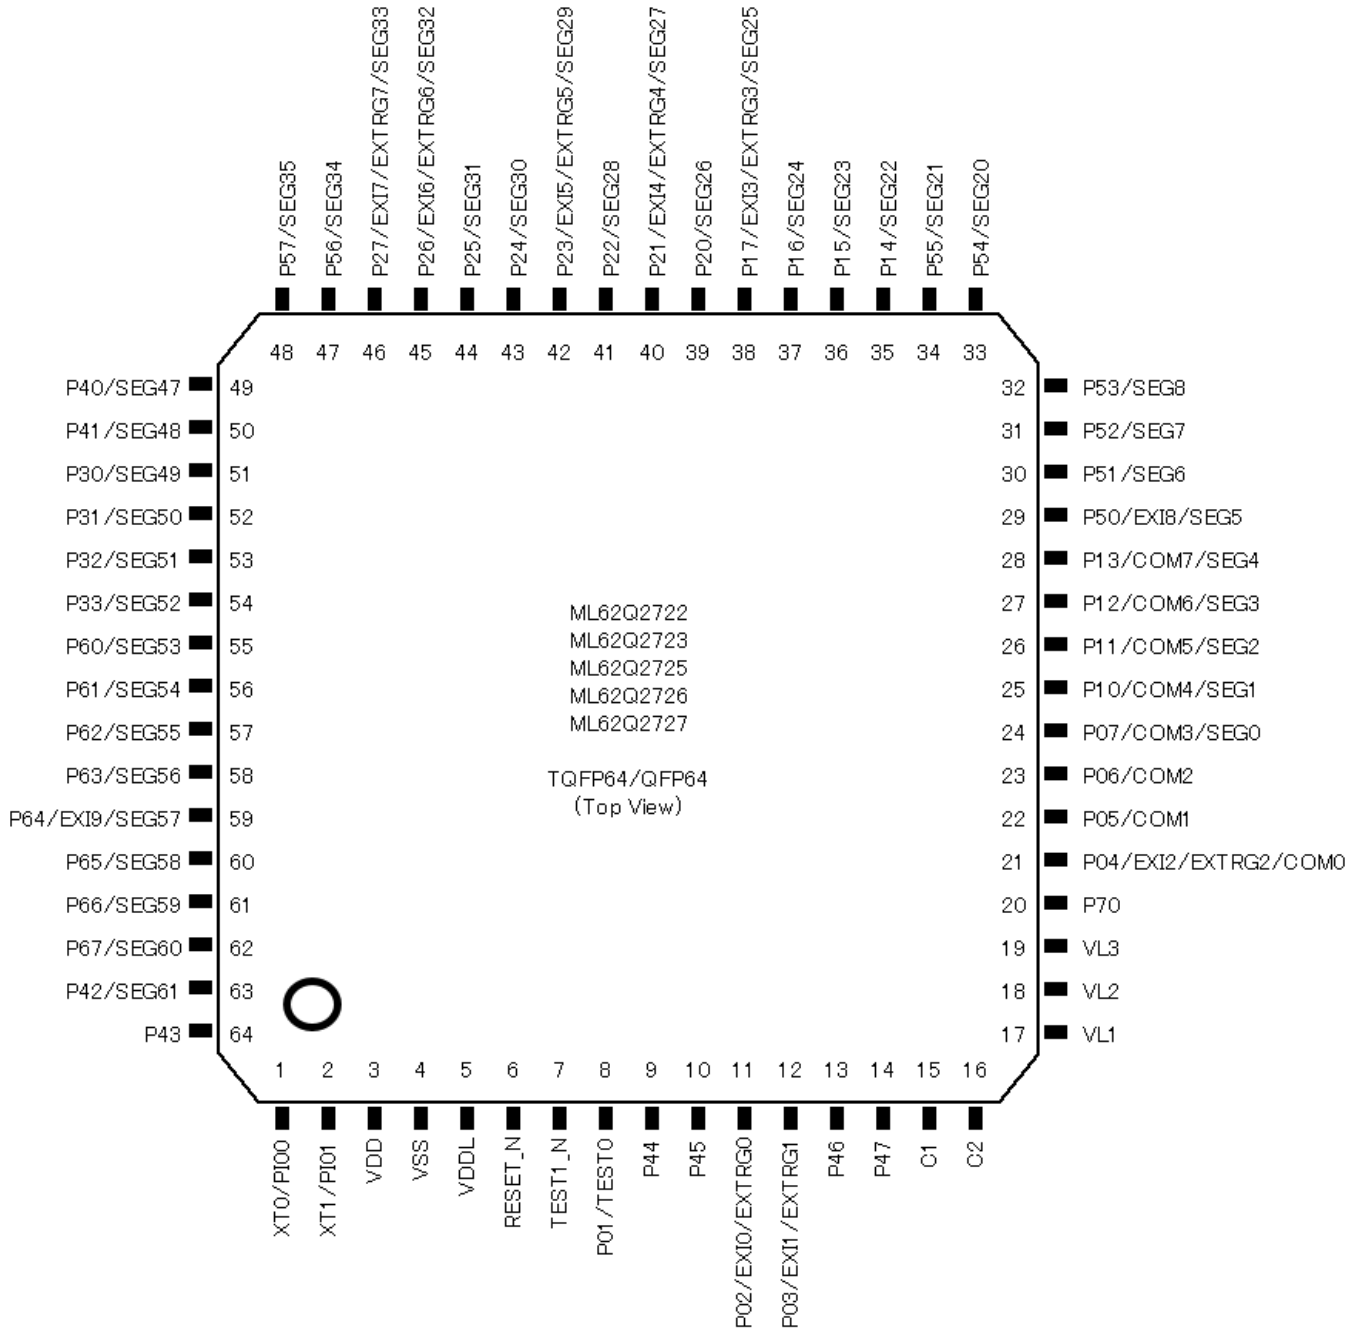 P57/SEG35
P56/SEG34
P27/EXI7/EXTRG7/SEG33
P26/EXI6/EXTRG6/SEG32
P25/SEG31
P24/SEG30
P23/EXI5/EXTRG5/SEG29
P22/SEG28
P21/EXI4/EXTRG4/SEG27
P20/SEG26
P17/EXI3/EXTRG3/SEG25
P16/SEG24
P15/SEG23
P14/SEG22
P55/SEG21
P54/SEG20
48 47 46 45 44 43 42 41 40 39 38 37 36 35 34 33
P40/SEG47 49
P41/SEG48 50
P30/SEG49 51
P31/SEG50 52
P32/SEG51 53
P33/SEG52 54
P60/SEG53 55
P61/SEG54 56
P62/SEG55 57
P63/SEG56 58
P64/EXI9/SEG57 59
P65/SEG58 60
P66/SEG59 61
P67/SEG60 62
P42/SEG61 63
P43 64
ML62Q2722
ML62Q2723
ML62Q2725
ML62Q2726
ML62Q2727
TQFP64/QFP64
(Top View)
32 P53/SEG8
31 P52/SEG7
30 P51/SEG6
29 P50/EXI8/SEG5
28 P13/COM7/SEG4
27 P12/COM6/SEG3
26 P11/COM5/SEG2
25 P10/COM4/SEG1
24 P07/COM3/SEG0
23 P06/COM2
22 P05/COM1
21 P04/EXI2/EXTRG2/COM0
20 P70
19 VL3
18 VL2
17 VL1
1 2 3 4 5 6 7 8 9 10 11 12 13 14 15 16
XT0/PI00
XT1/PI01
VDD
VSS
VDDL
RESET_N
TEST1_N
P01/TEST0
P44
P45
P02/EXI0/EXTRG0
P03/EXI1/EXTRG1
P46
P47
C1
C2